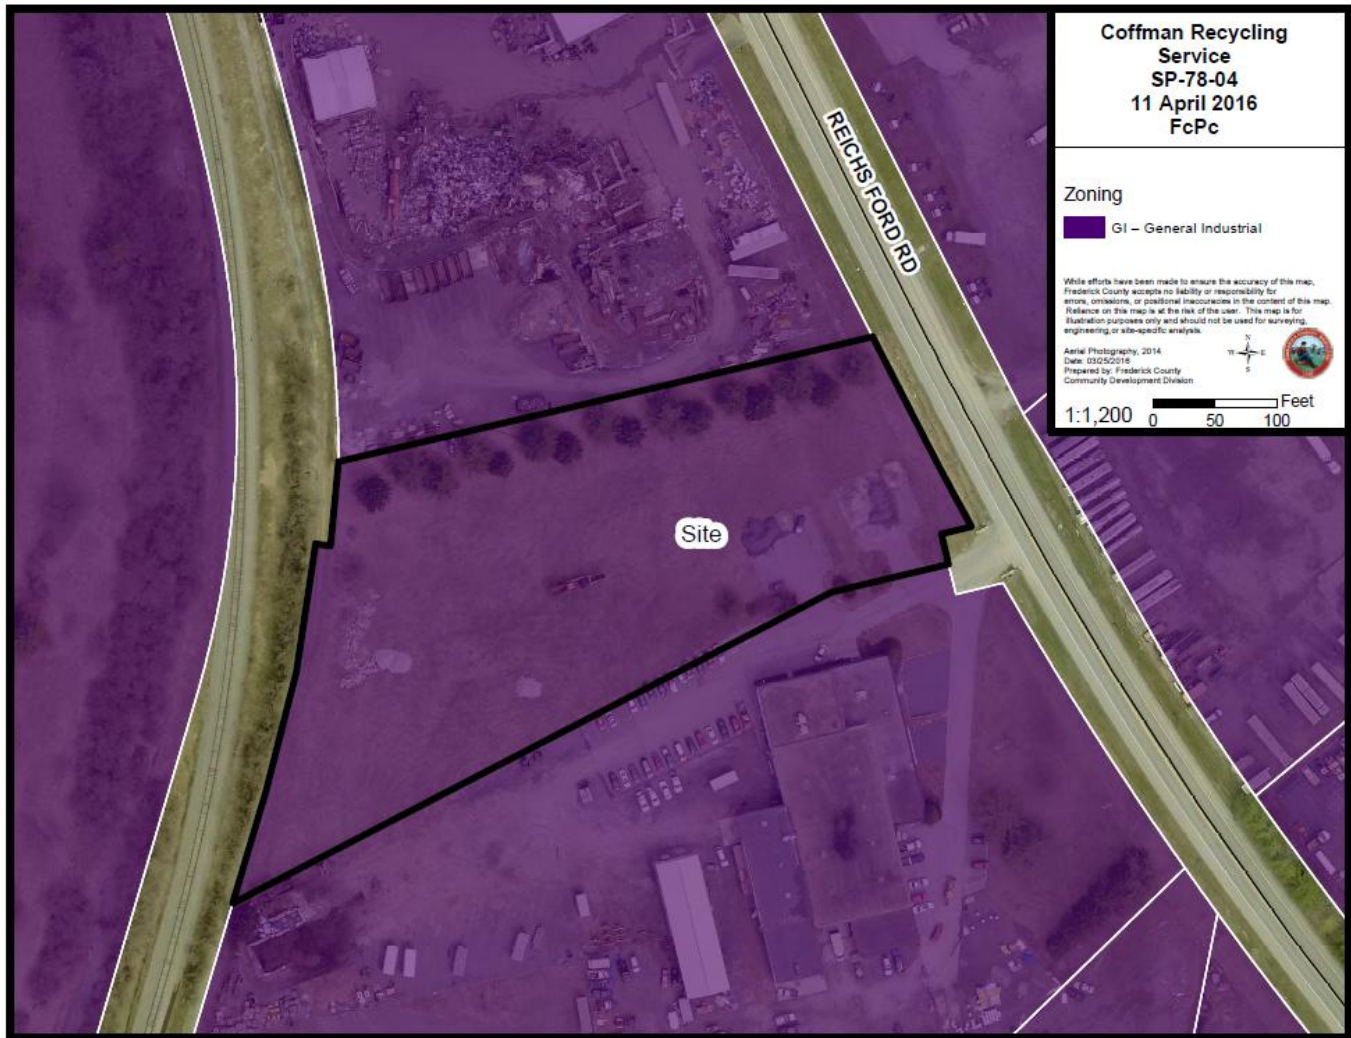 Coffman Recycling
Service
SP-78-04
11 April 2016
FcPc
Zoning
GI – General Industrial
While efforts have been made to ensure the accuracy of this map,
Frederick County accepts no liability or responsibility for
errors, omissions, or positional inaccuracies in the content of this map.
Reliance on this map is at the risk of the user. This map is for
illustration purposes only and should not be used for surveying,
engineering, or site-specific analysis.
Aerial Photography, 2014
Date: 03/25/2016
Prepared by: Frederick County
Community Development Division
N
W E
S
1:1,200
Feet
0 50 100
REICHS FORD RD
Site